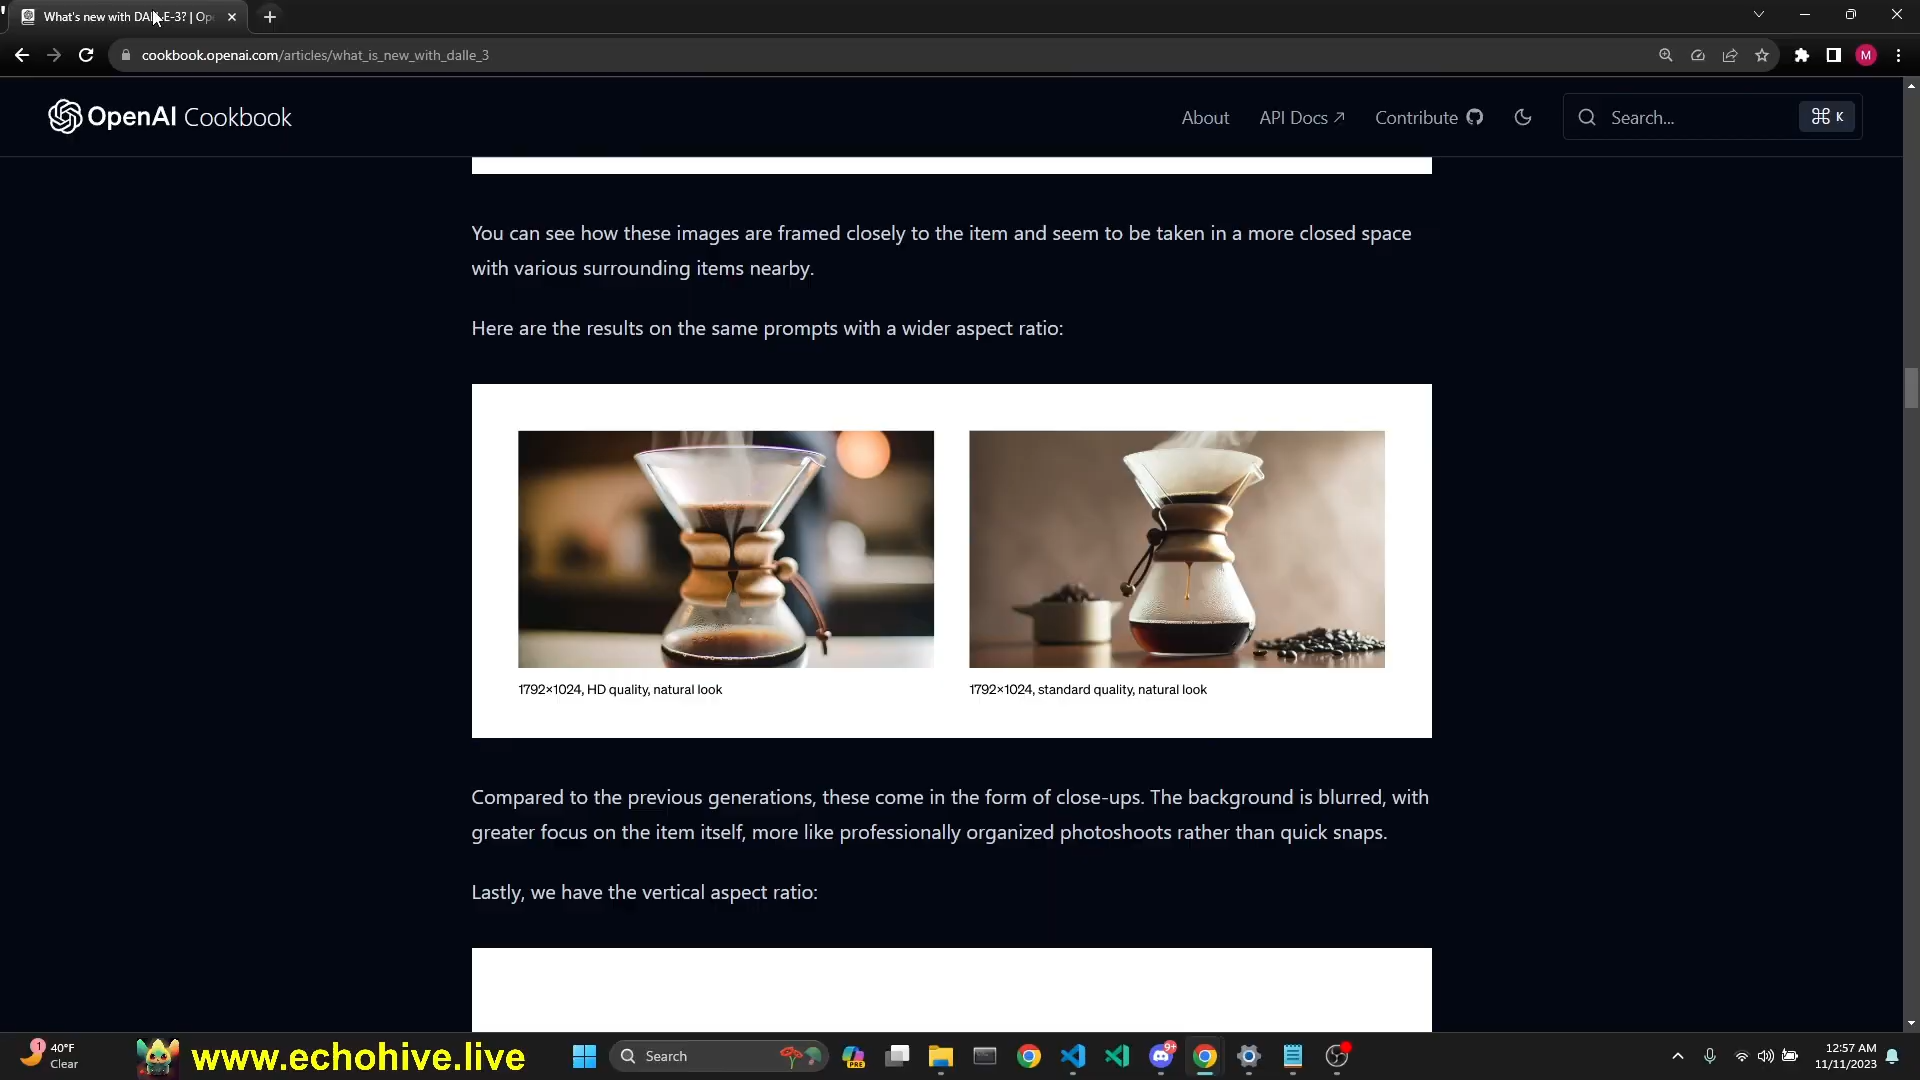 What's new with DALL·E-3? | Op
cookbook.openai.com/articles/what_is_new_with_dalle_3
M
OpenAI Cookbook
About
API Docs
Contribute
Search...
⌘ K
You can see how these images are framed closely to the item and seem to be taken in a more closed space
with various surrounding items nearby.
Here are the results on the same prompts with a wider aspect ratio:
1792×1024, HD quality, natural look
1792×1024, standard quality, natural look
Compared to the previous generations, these come in the form of close-ups. The background is blurred, with
greater focus on the item itself, more like professionally organized photoshoots rather than quick snaps.
Lastly, we have the vertical aspect ratio:
1
40°F
Clear
www.echohive.live
Search
PRE
9+
12:57 AM
11/11/2023